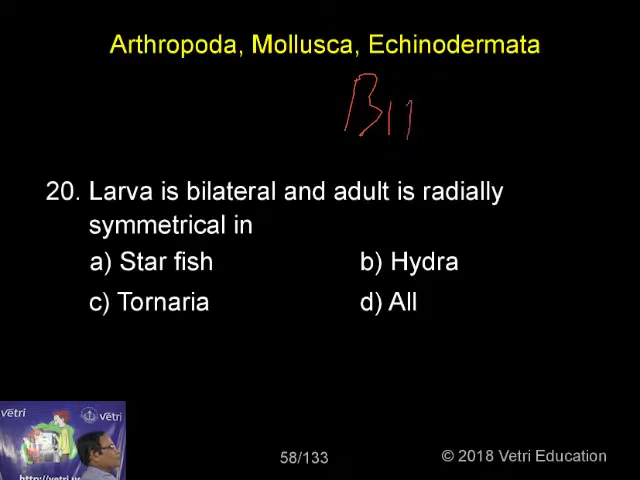 Arthropoda, Mollusca, Echinodermata
20. Larva is bilateral and adult is radially
symmetrical in
a) Star fish
b) Hydra
c) Tornaria
d) All
vetri
vetri
58/133
© 2018 Vetri Education